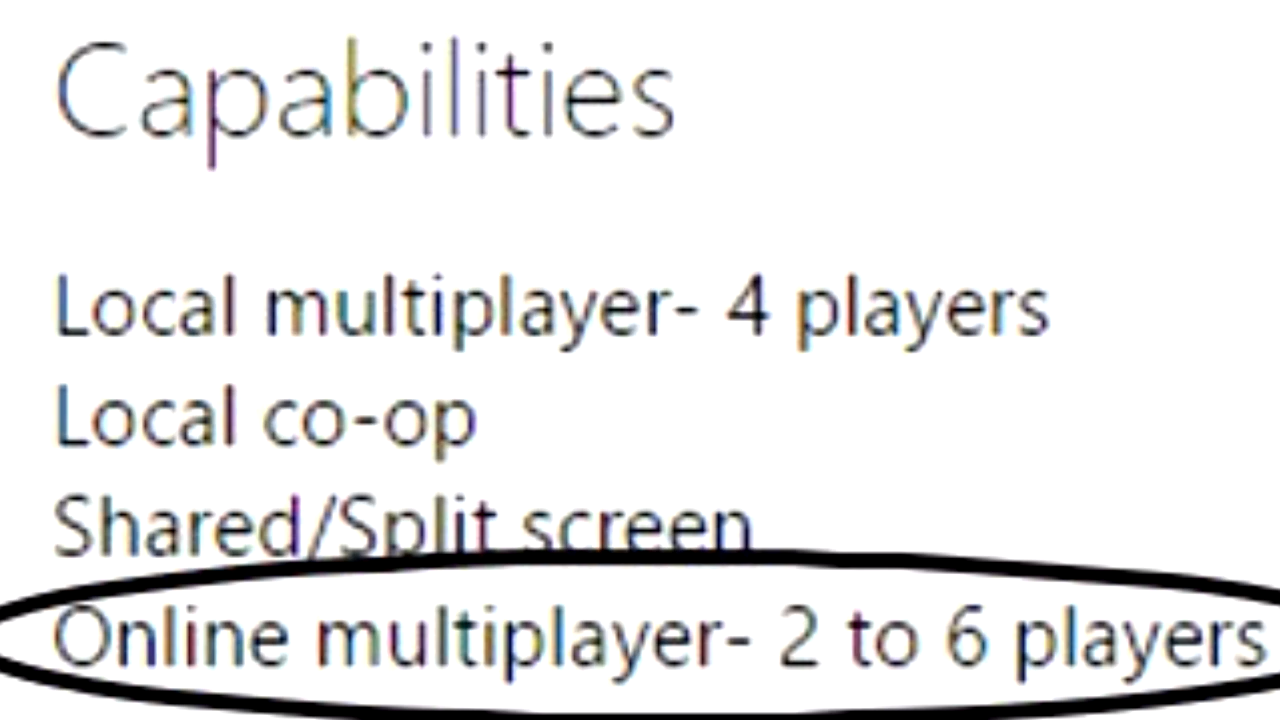 Capabilities
Local multiplayer- 4 players
Local co-op
Shared/Split screen
Online multiplayer- 2 to 6 players